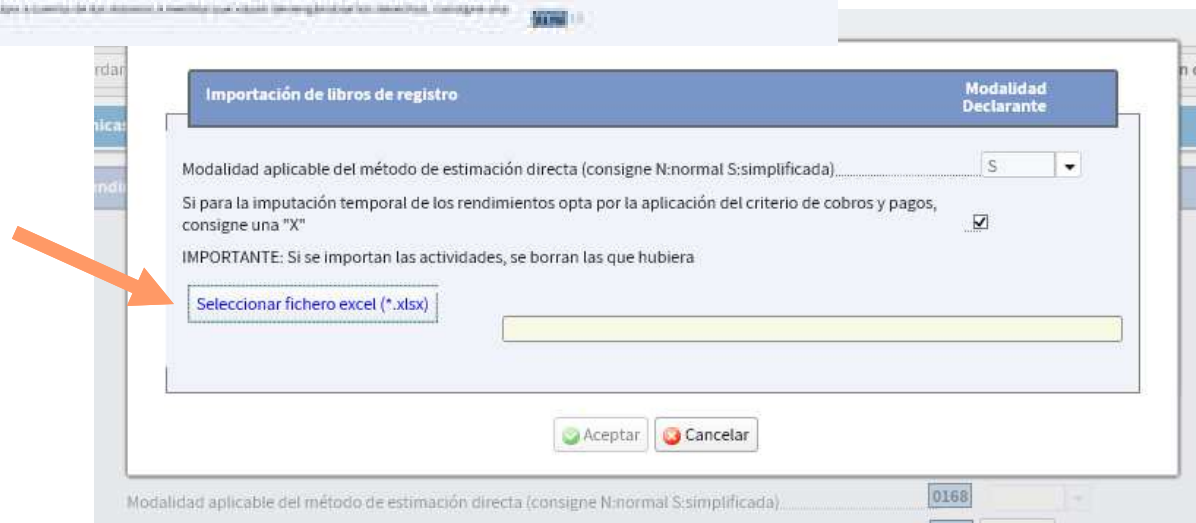 rdar
Importación de libros de registro
Modalidad
Declarante
nicas
Modalidad aplicable del método de estimación directa (consigne N:normal S:simplificada)
S
Si para la imputación temporal de los rendimientos opta por la aplicación del criterio de cobros y pagos,
consigne una "X"
IMPORTANTE: Si se importan las actividades, se borran las que hubiera
Seleccionar fichero excel (*.xlsx)
Aceptar
Cancelar
Modalidad aplicable del método de estimación directa (consigne N:normal S:simplificada)
0168